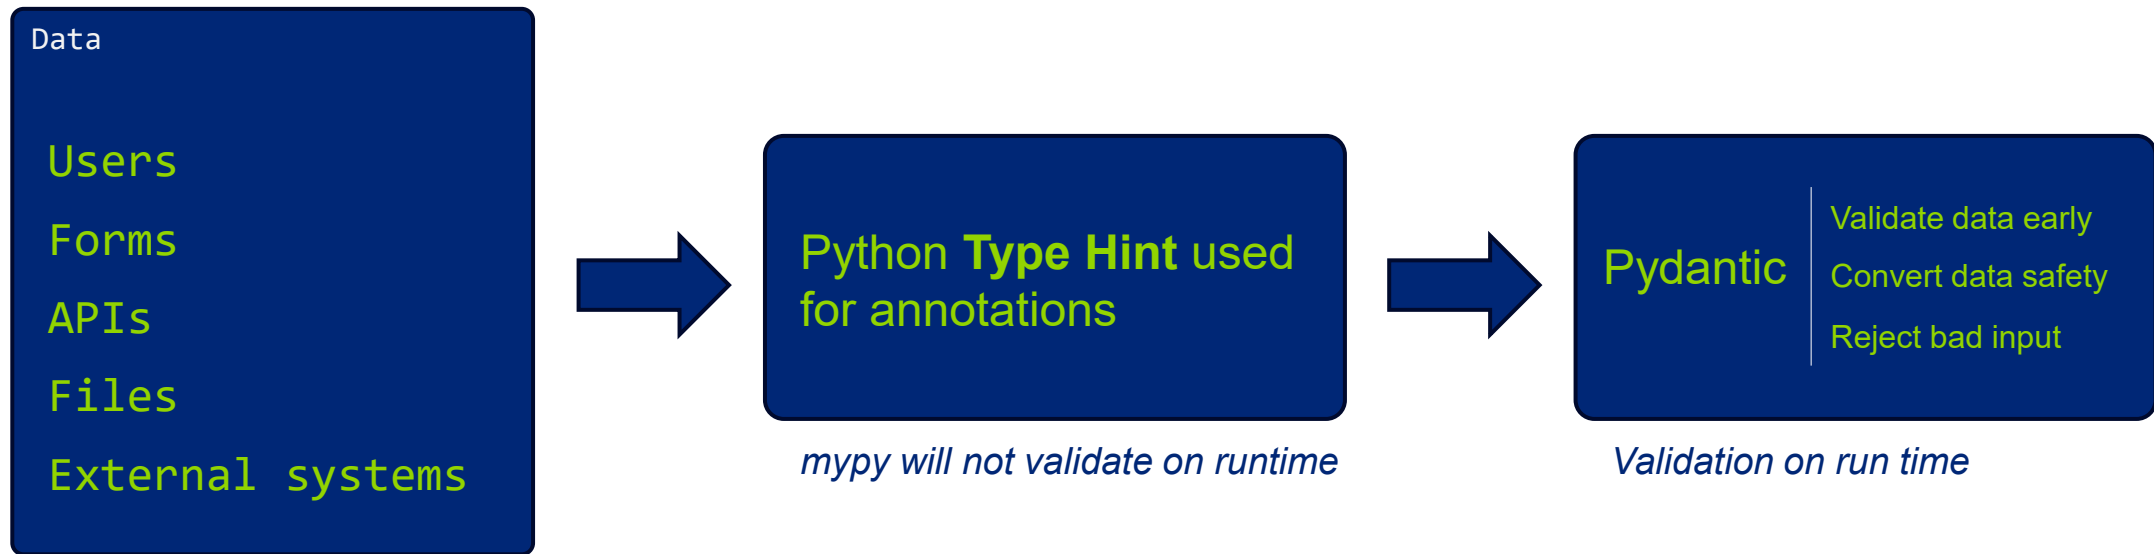 Data
Users
Forms
APIs
Files
External systems
Python Type Hint used
for annotations
mypy will not validate on runtime
Pydantic
Validate data early
Convert data safety
Reject bad input
Validation on run time